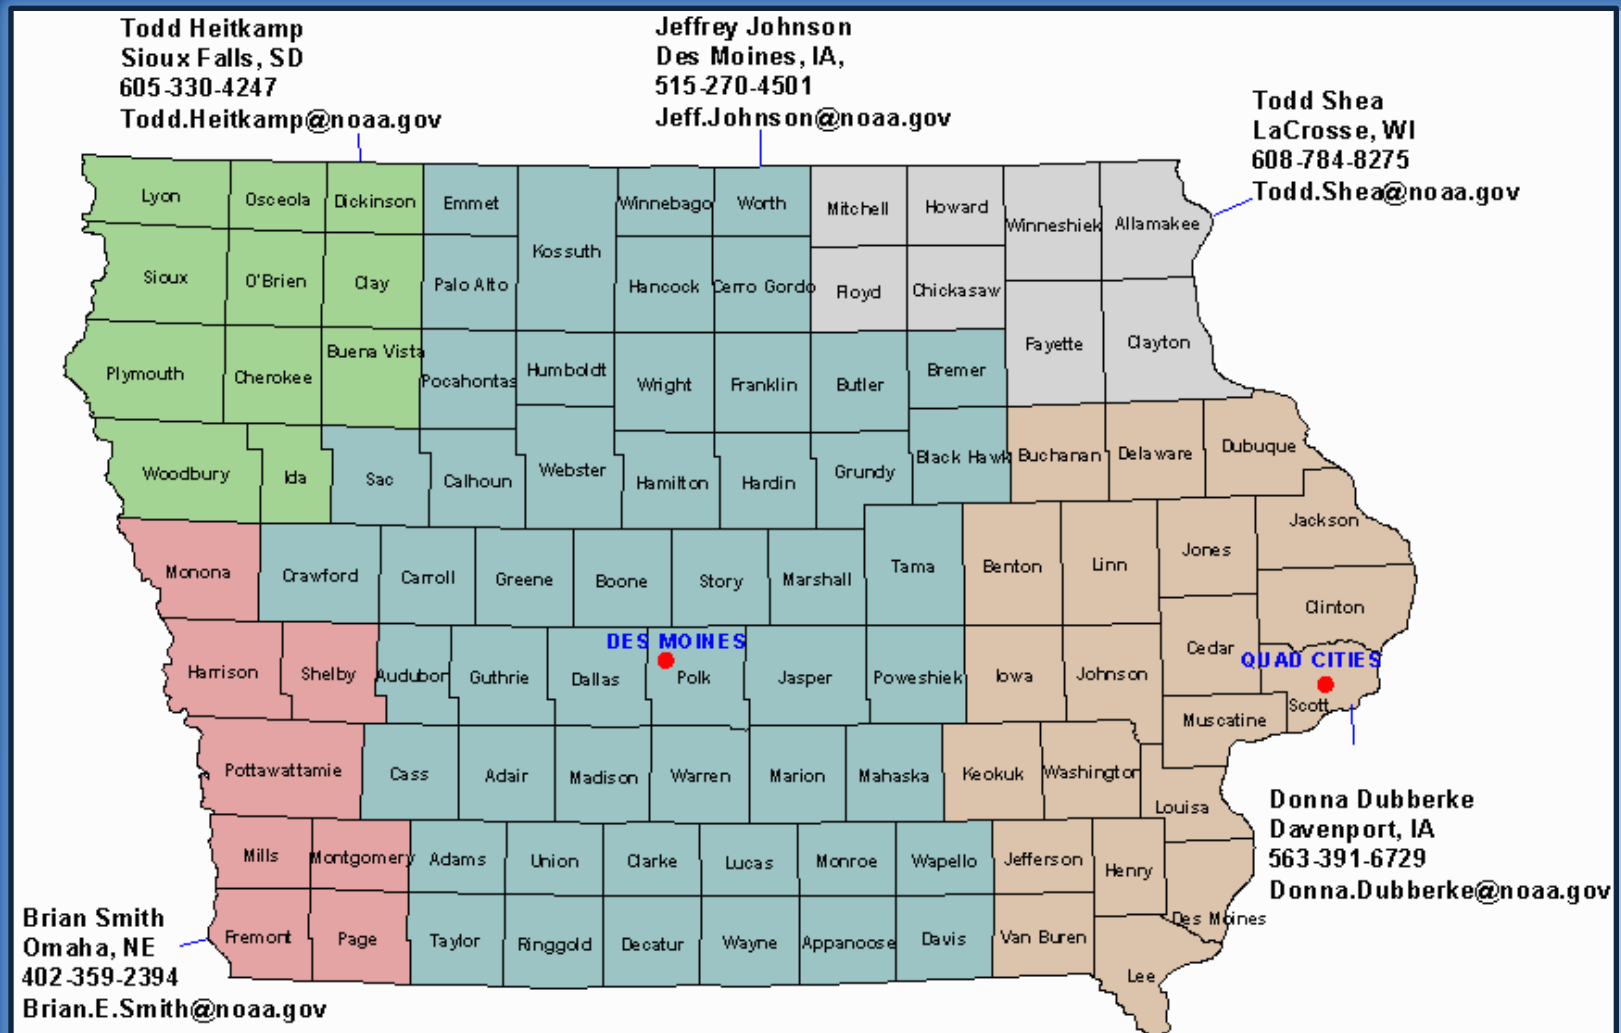 Todd Heitkamp
Sioux Falls, SD
605-330-4247
Todd.Heitkamp@noaa.gov
Jeffrey Johnson
Des Moines, IA,
515-270-4501
Jeff.Johnson@noaa.gov
Todd Shea
LaCrosse, WI
608-784-8275
Todd.Shea@noaa.gov
Lyon
Osceola
Dickinson
Emmet
Kossuth
Winnebago
Worth
Mitchell
Howard
Winneshiek
Allamakee
Sioux
O'Brien
Clay
Palo Alto
Hancock
Cerro Gordo
Floyd
Chickasaw
Fayette
Clayton
Plymouth
Cherokee
Buena Vista
Pocahontas
Humboldt
Wright
Franklin
Butler
Bremer
Woodbury
Ida
Sac
Calhoun
Webster
Hamilton
Hardin
Grundy
Black Hawk
Buchanan
Delaware
Dubuque
Monona
Crawford
Carroll
Greene
Boone
Story
Marshall
Tama
Benton
Linn
Jones
Jackson
Clinton
Harrison
Shelby
Audubon
Guthrie
Dallas
DES MOINES
Polk
Jasper
Poweshiek
Iowa
Johnson
Cedar
QUAD CITIES
Scott
Muscatine
Pottawattamie
Cass
Adair
Madison
Warren
Marion
Mahaska
Keokuk
Washington
Louisa
Mills
Montgomery
Adams
Union
Clarke
Lucas
Monroe
Wapello
Jefferson
Henry
Des Moines
Fremont
Page
Taylor
Ringgold
Decatur
Wayne
Appanoose
Davis
Van Buren
Lee
Donna Dubberke
Davenport, IA
563-391-6729
Donna.Dubberke@noaa.gov
Brian Smith
Omaha, NE
402-359-2394
Brian.E.Smith@noaa.gov